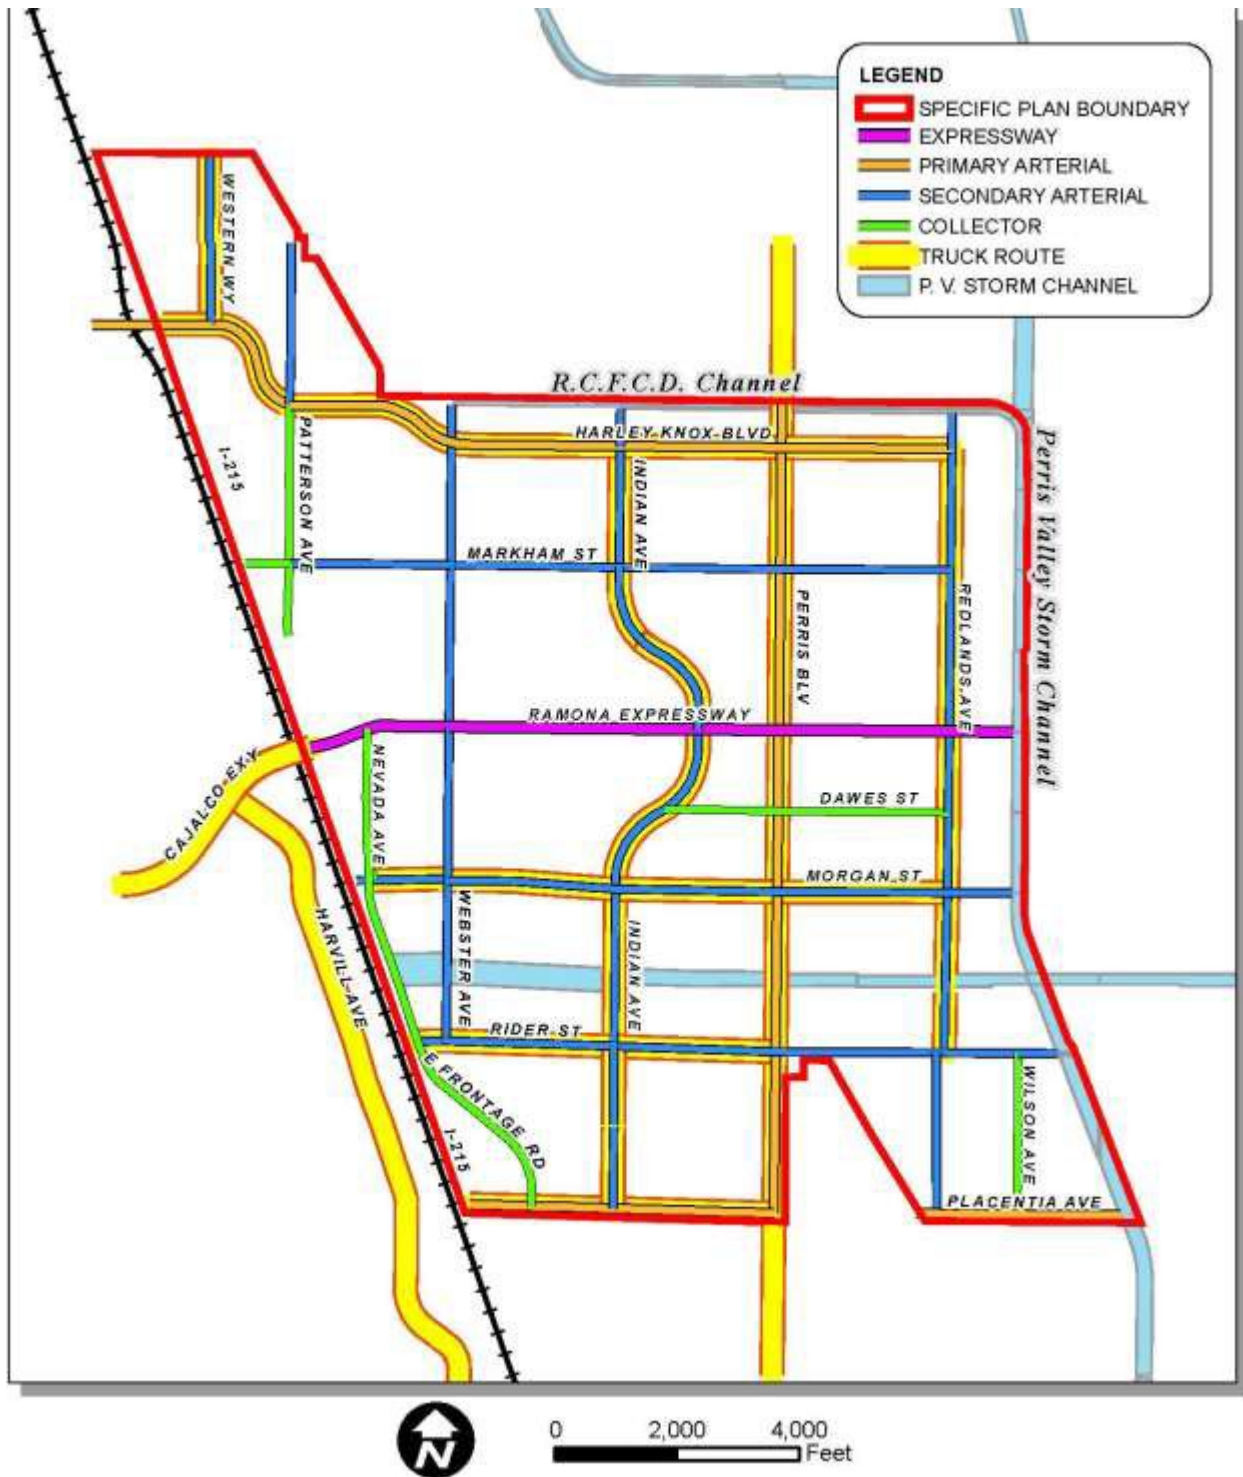 LEGEND
SPECIFIC PLAN BOUNDARY
EXPRESSWAY
PRIMARY ARTERIAL
SECONDARY ARTERIAL
COLLECTOR
TRUCK ROUTE
P. V. STORM CHANNEL
WESTERN WY
R.C.F.C.D. Channel
HARLEY KNOX BLVD
PATTERSON AVE
I-215
INDIAN AVE
Perris Valley Storm Channel
MARKHAM ST
PERRIS BLV
REDLANDS AVE
RAMONA EXPRESSWAY
CAJALCO EXY
NEVADA AVE
DAWES ST
MORGAN ST
HARVILL AVE
WEBSTER AVE
INDIAN AVE
RIDER ST
E FRONTAGE RD
WILSON AVE
I-215
PLACENTIA AVE
N
0 2,000 4,000
Feet